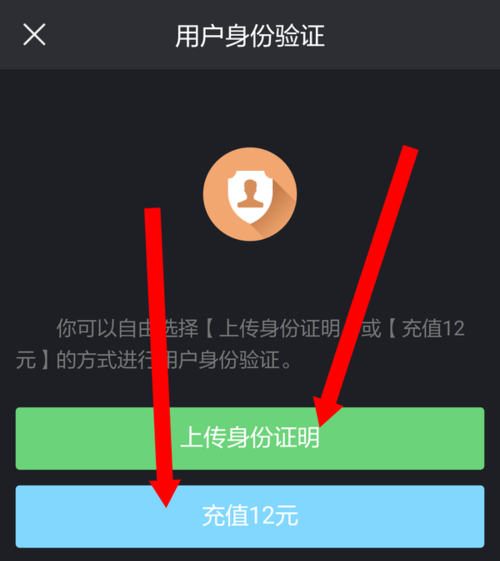 用户身份验证
你可以自由选择【上传身份证明】或【充值12
元】的方式进行用户身份验证。
上传身份证明
充值12元